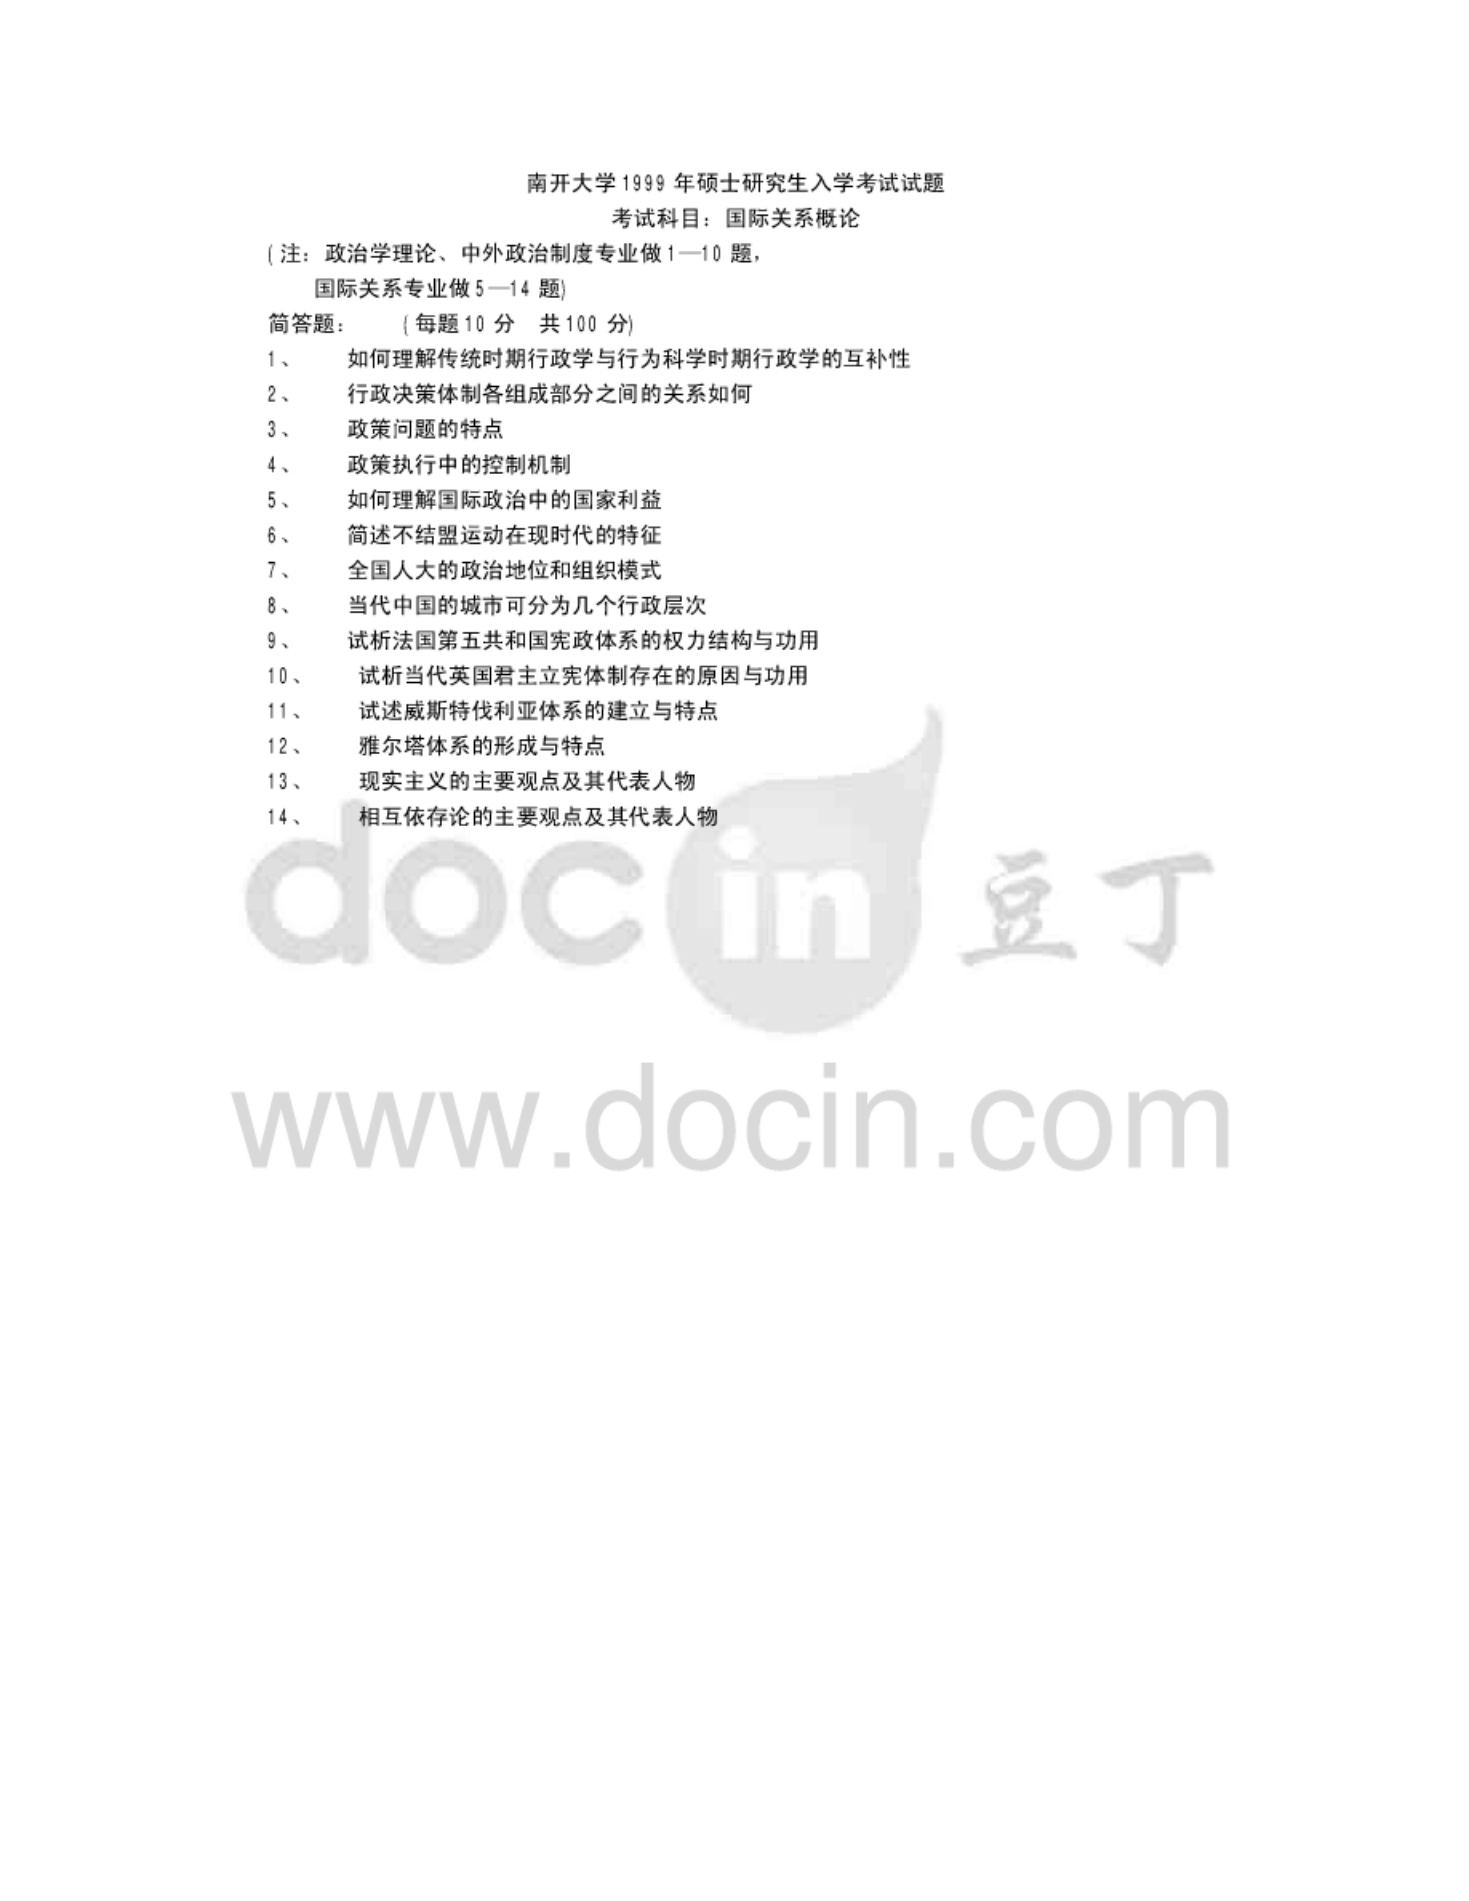 南开大学1999 年硕士研究生入学考试试题
考试科目：国际关系概论
(注：政治学理论、中外政治制度专业做1—10 题，
国际关系专业做5—14 题)
简答题： (每题10 分 共100 分)
1、 如何理解传统时期行政学与行为科学时期行政学的互补性
2、 行政决策体制各组成部分之间的关系如何
3、 政策问题的特点
4、 政策执行中的控制机制
5、 如何理解国际政治中的国家利益
6、 简述不结盟运动在现时代的特征
7、 全国人大的政治地位和组织模式
8、 当代中国的城市可分为几个行政层次
9、 试析法国第五共和国宪政体系的权力结构与功用
10、 试析当代英国君主立宪体制存在的原因与功用
11、 试述威斯特伐利亚体系的建立与特点
12、 雅尔塔体系的形成与特点
13、 现实主义的主要观点及其代表人物
14、 相互依存论的主要观点及其代表人物
docin 豆丁
www.docin.com